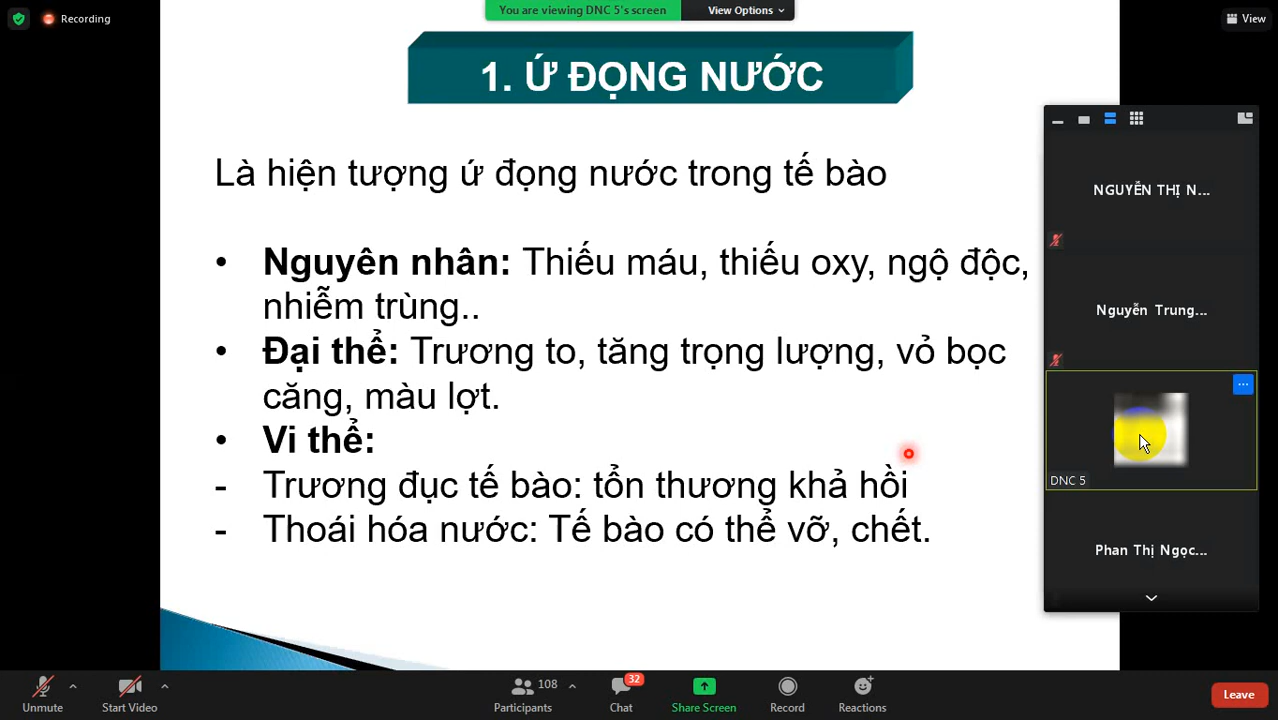 Recording
You are viewing DNC 5's screen
View Options
View
1. Ứ ĐỌNG NƯỚC
Là hiện tượng ứ đọng nước trong tế bào
• Nguyên nhân: Thiếu máu, thiếu oxy, ngộ độc,
nhiễm trùng..
• Đại thể: Trương to, tăng trọng lượng, vỏ bọc
căng, màu lợt.
• Vi thể:
- Trương đục tế bào: tổn thương khả hồi
- Thoái hóa nước: Tế bào có thể vỡ, chết.
NGUYỄN THỊ N...
Nguyễn Trung...
DNC 5
Phan Thị Ngọc...
Unmute
Start Video
108
Participants
32
Chat
Share Screen
Record
Reactions
Leave